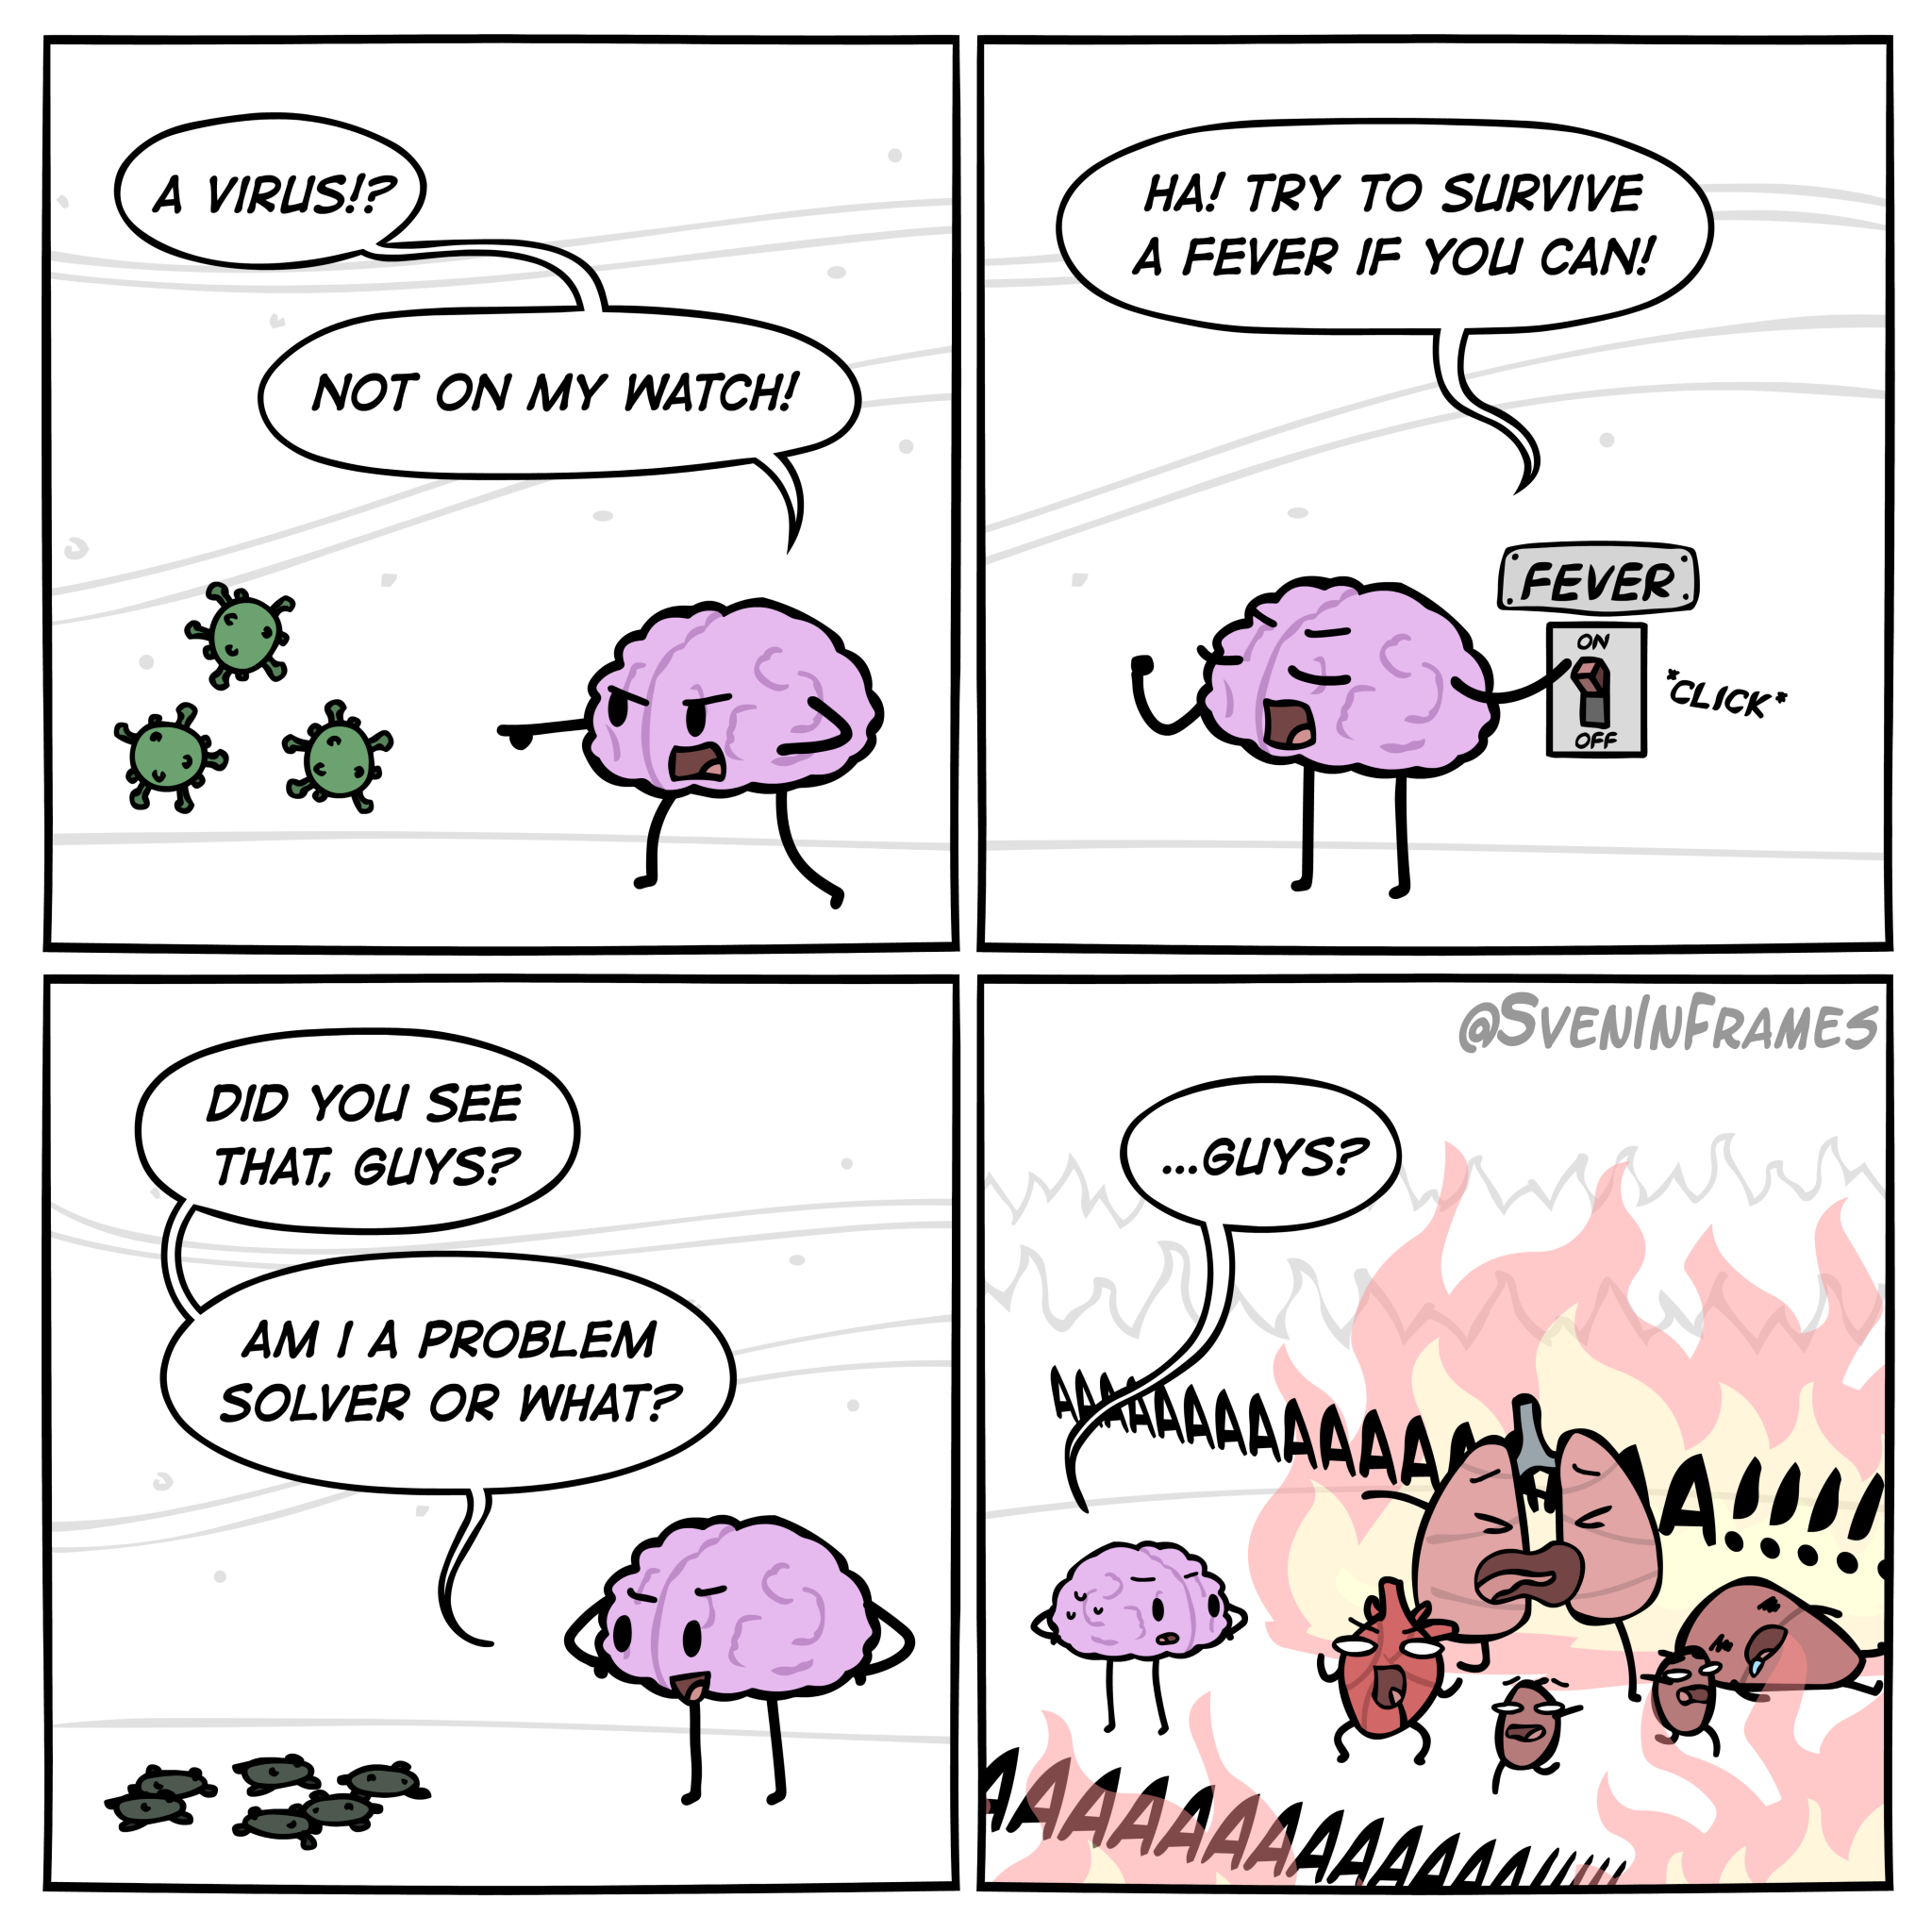 A VIRUS!?
NOT ON MY WATCH!
HA! TRY TO SURVIVE
A FEVER IF YOU CAN!
FEVER
ON
*CLICK*
OFF
DID YOU SEE
THAT, GUYS?
AM I A PROBLEM
SOLVER OR WHAT?
@SVENINFRAMES
...GUYS?
AAAAAAAAAAAAAAA!!!!!
AAAAAAAAAAAAAAAA!!!!!